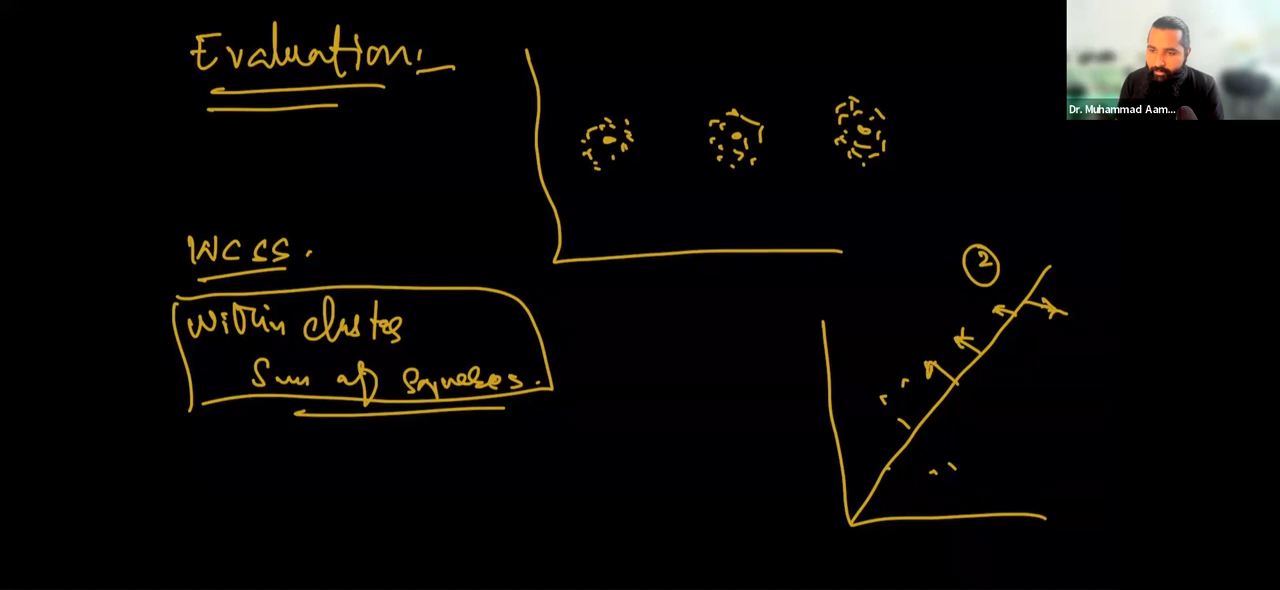 Evaluation:-
WCSS.
Within cluster
Sum of Squares.
2
Dr. Muhammad Aam...